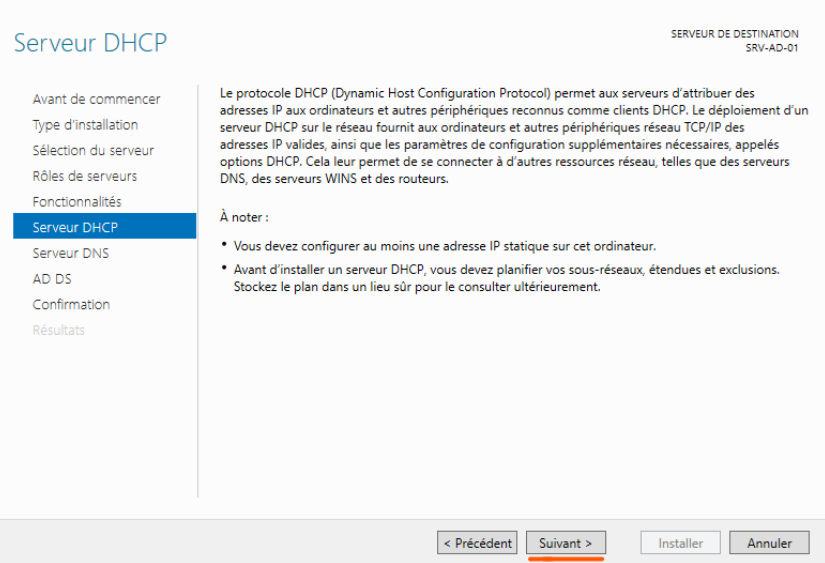 Serveur DHCP
SERVEUR DE DESTINATION
SRV-AD-01
Avant de commencer
Type d'installation
Sélection du serveur
Rôles de serveurs
Fonctionnalités
Serveur DHCP
Serveur DNS
AD DS
Confirmation
Résultats
Le protocole DHCP (Dynamic Host Configuration Protocol) permet aux serveurs d'attribuer des
adresses IP aux ordinateurs et autres périphériques reconnus comme clients DHCP. Le déploiement d'un
serveur DHCP sur le réseau fournit aux ordinateurs et autres périphériques réseau TCP/IP des
adresses IP valides, ainsi que les paramètres de configuration supplémentaires nécessaires, appelés
options DHCP. Cela leur permet de se connecter à d'autres ressources réseau, telles que des serveurs
DNS, des serveurs WINS et des routeurs.
À noter :
• Vous devez configurer au moins une adresse IP statique sur cet ordinateur.
• Avant d'installer un serveur DHCP, vous devez planifier vos sous-réseaux, étendues et exclusions.
Stockez le plan dans un lieu sûr pour le consulter ultérieurement.
< Précédent
Suivant >
Installer
Annuler